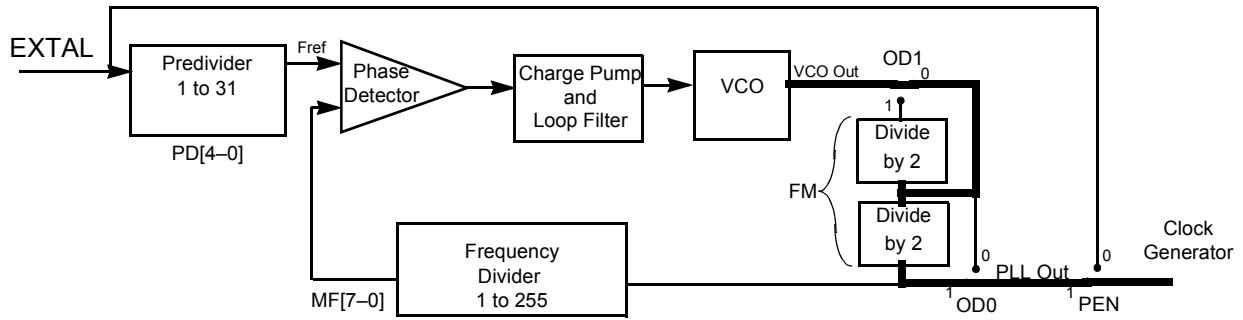 EXTAL
Predivider
1 to 31
PD[4–0]
Fref
Phase
Detector
Charge Pump
and
Loop Filter
VCO
VCO Out
OD1
0
1
Divide
by 2
FM
Divide
by 2
Frequency
Divider
1 to 255
MF[7–0]
0
1
OD0
PLL Out
0
1
PEN
Clock
Generator